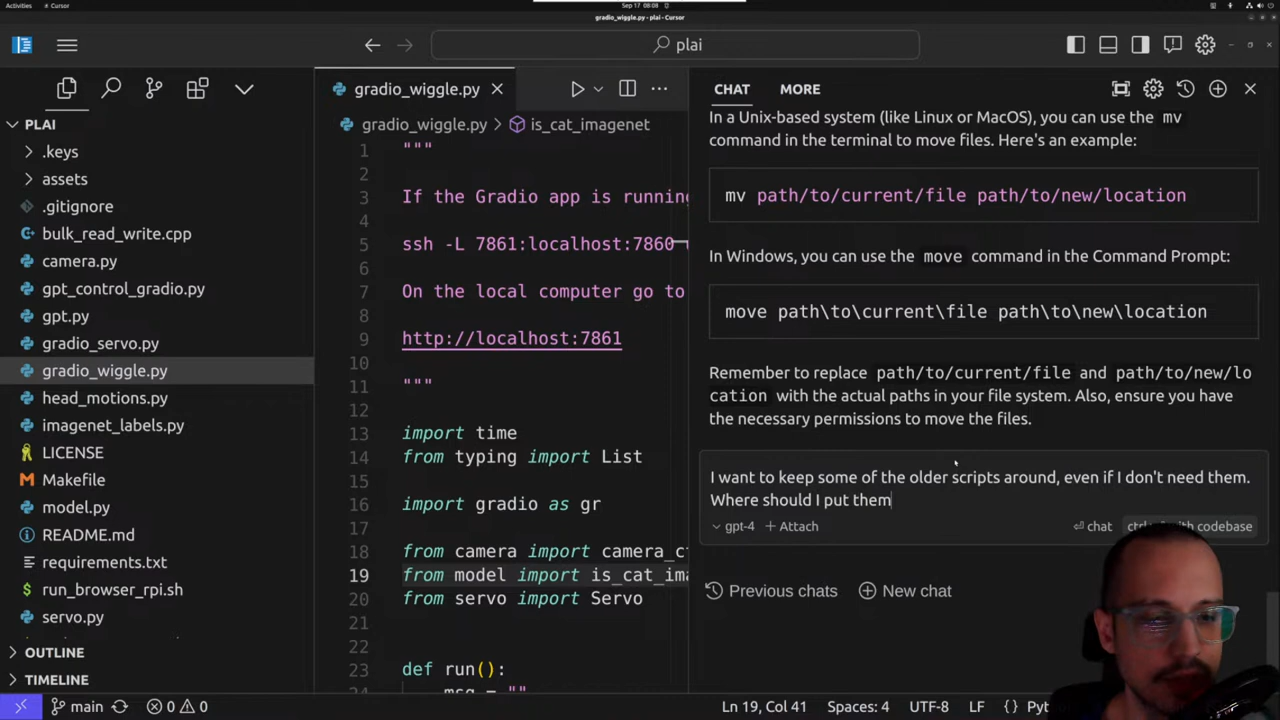 Activities
Cursor
Sep 17 08:08
gradio_wiggle.py - plai - Cursor
plai
PLAI
.keys
assets
.gitignore
bulk_read_write.cpp
camera.py
gpt_control_gradio.py
gpt.py
gradio_servo.py
gradio_wiggle.py
head_motions.py
imagenet_labels.py
LICENSE
Makefile
model.py
README.md
requirements.txt
run_browser_rpi.sh
servo.py
OUTLINE
TIMELINE
gradio_wiggle.py
gradio_wiggle.py > is_cat_imagenet
1 """
2
3 If the Gradio app is running
4
5 ssh -L 7861:localhost:7860
6
7 On the local computer go to
8
9 http://localhost:7861
10
11 """
12
13 import time
14 from typing import List
15
16 import gradio as gr
17
18 from camera import camera_c
19 from model import is_cat_ima
20 from servo import Servo
21
22
23 def run():
24 msg = ""
CHAT MORE
In a Unix-based system (like Linux or MacOS), you can use the mv
command in the terminal to move files. Here's an example:
mv path/to/current/file path/to/new/location
In Windows, you can use the move command in the Command Prompt:
move path\to\current\file path\to\new\location
Remember to replace path/to/current/file and path/to/new/lo
cation with the actual paths in your file system. Also, ensure you have
the necessary permissions to move the files.
I want to keep some of the older scripts around, even if I don't need them.
Where should I put them
gpt-4 + Attach
chat
with codebase
Previous chats
New chat
main
0 0
Ln 19, Col 41
Spaces: 4
UTF-8
LF
{ }